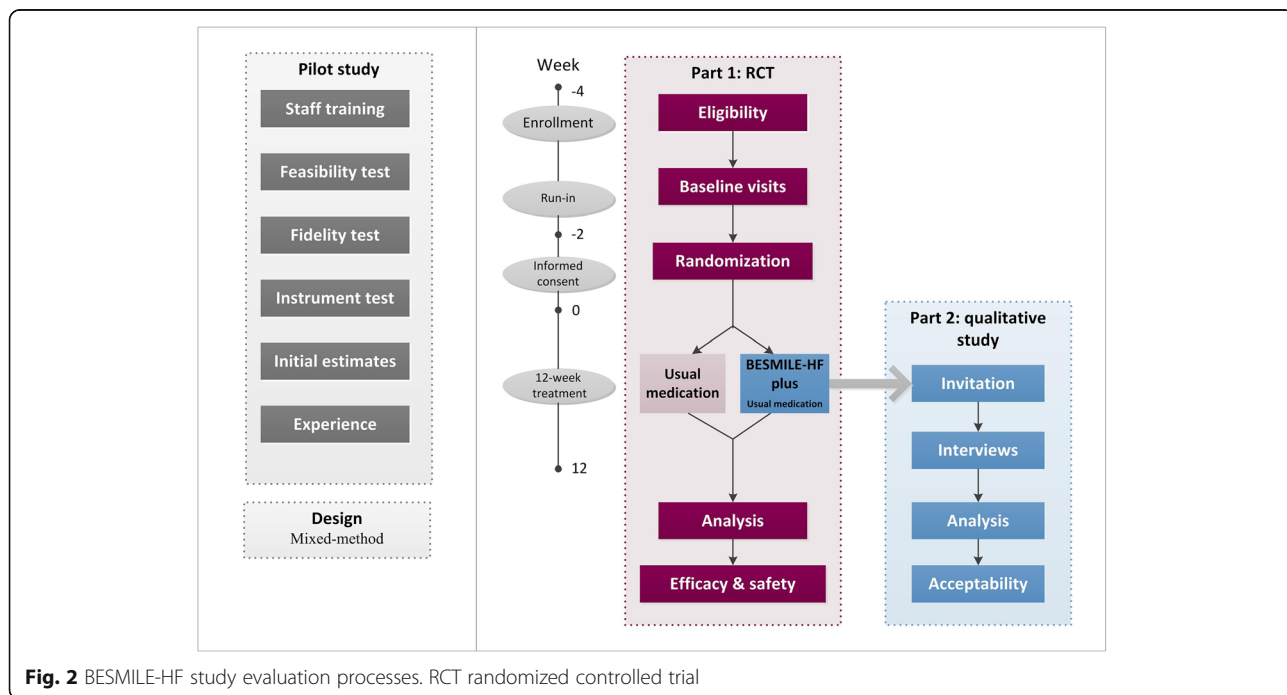 Pilot study
Staff training
Feasibility test
Fidelity test
Instrument test
Initial estimates
Experience
Design
Mixed-method
Week
-4
Enrollment
Run-in
-2
Informed
consent
0
12-week
treatment
12
Part 1: RCT
Eligibility
Baseline visits
Randomization
Usual
medication
BESMILE-HF
plus
Usual medication
Analysis
Efficacy & safety
Part 2: qualitative
study
Invitation
Interviews
Analysis
Acceptability
Fig. 2 BESMILE-HF study evaluation processes. RCT randomized controlled trial